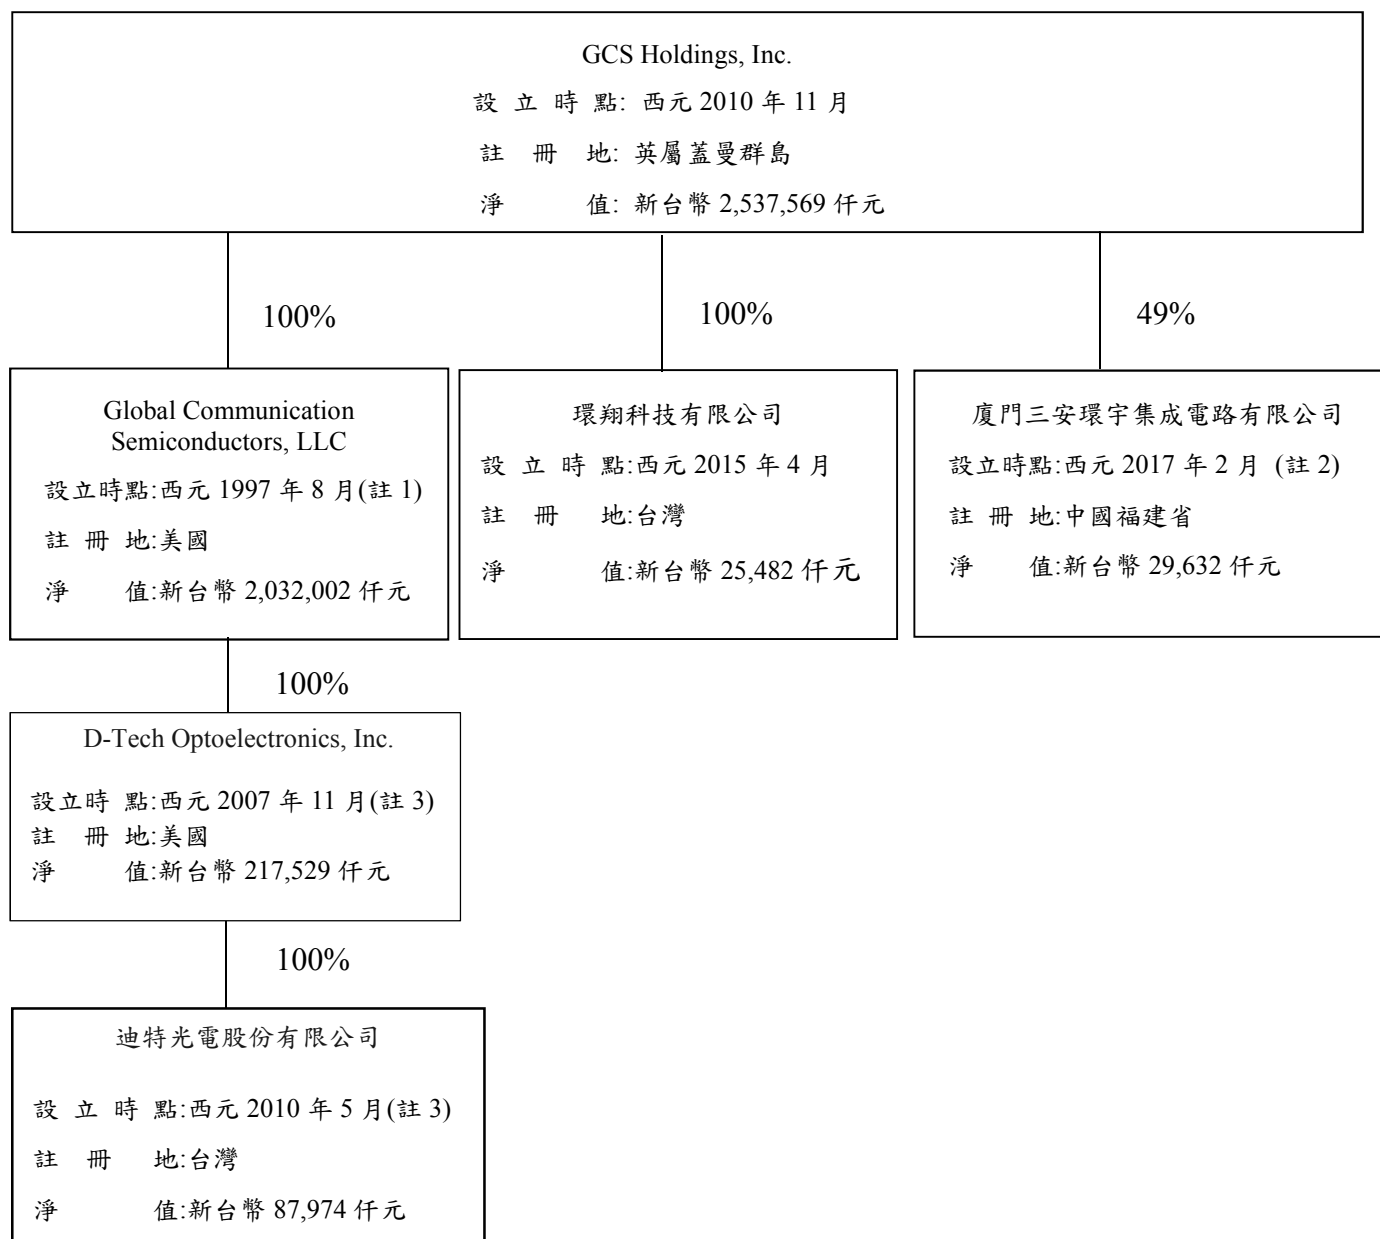 GCS Holdings, Inc.
設立時點: 西元 2010 年 11 月
註冊地: 英屬蓋曼群島
淨值: 新台幣 2,537,569 仟元
100%
100%
49%
Global Communication
Semiconductors, LLC
設立時點:西元 1997 年 8 月(註 1)
註冊地:美國
淨值:新台幣 2,032,002 仟元
環翔科技有限公司
設立時點:西元 2015 年 4 月
註冊地:台灣
淨值:新台幣 25,482 仟元
廈門三安環宇集成電路有限公司
設立時點:西元 2017 年 2 月 (註 2)
註冊地:中國福建省
淨值:新台幣 29,632 仟元
100%
D-Tech Optoelectronics, Inc.
設立時點:西元 2007 年 11 月(註 3)
註冊地:美國
淨值:新台幣 217,529 仟元
100%
迪特光電股份有限公司
設立時點:西元 2010 年 5 月(註 3)
註冊地:台灣
淨值:新台幣 87,974 仟元